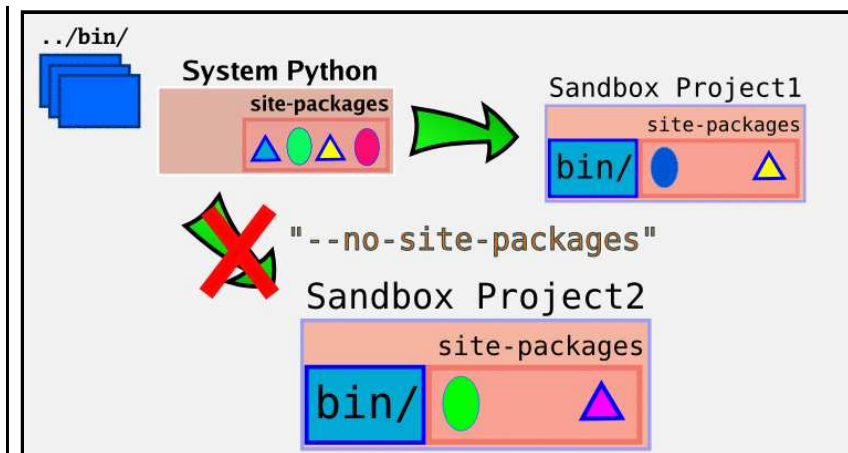 ../bin/
System Python
site-packages
Sandbox Project1
site-packages
bin/
"--no-site-packages"
Sandbox Project2
site-packages
bin/